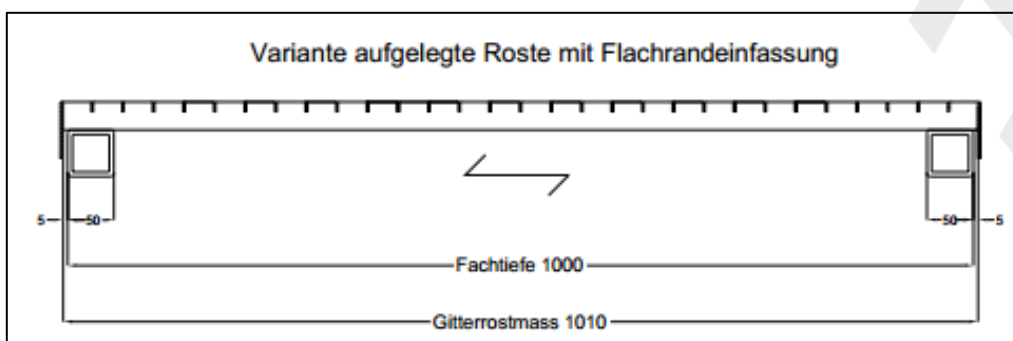 Variante aufgelegte Roste mit Flachrandeinfassung
5 50 50 5
Fachtiefe 1000
Gitterrostmass 1010